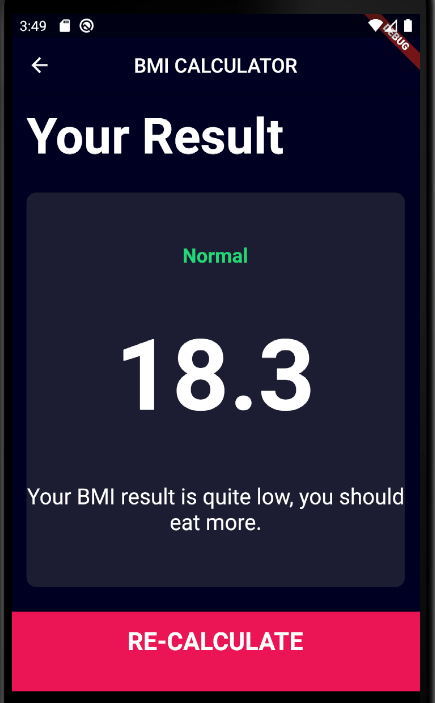 3:49
DEBUG
BMI CALCULATOR
Your Result
Normal
18.3
Your BMI result is quite low, you should
eat more.
RE-CALCULATE